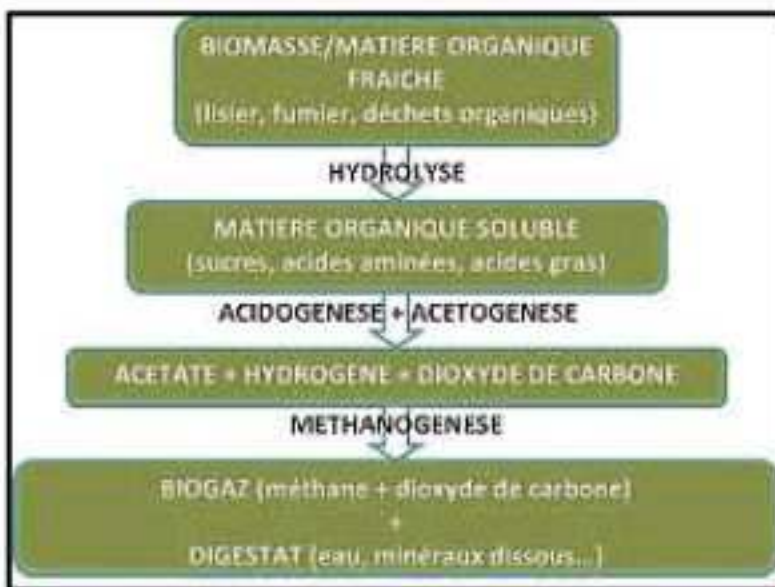 BIOMASSE/MATIERE ORGANIQUE
FRAICHE
(lisier, fumier, déchets organiques)
HYDROLYSE
MATIERE ORGANIQUE SOLUBLE
(sucres, acides aminées, acides gras)
ACIDOGENESE + ACETOGENESE
ACETATE + HYDROGENE + DIOXYDE DE CARBONE
METHANOGENESE
BIOGAZ (méthane + dioxyde de carbone)
+
DIGESTAT (eau, minéraux dissous...)